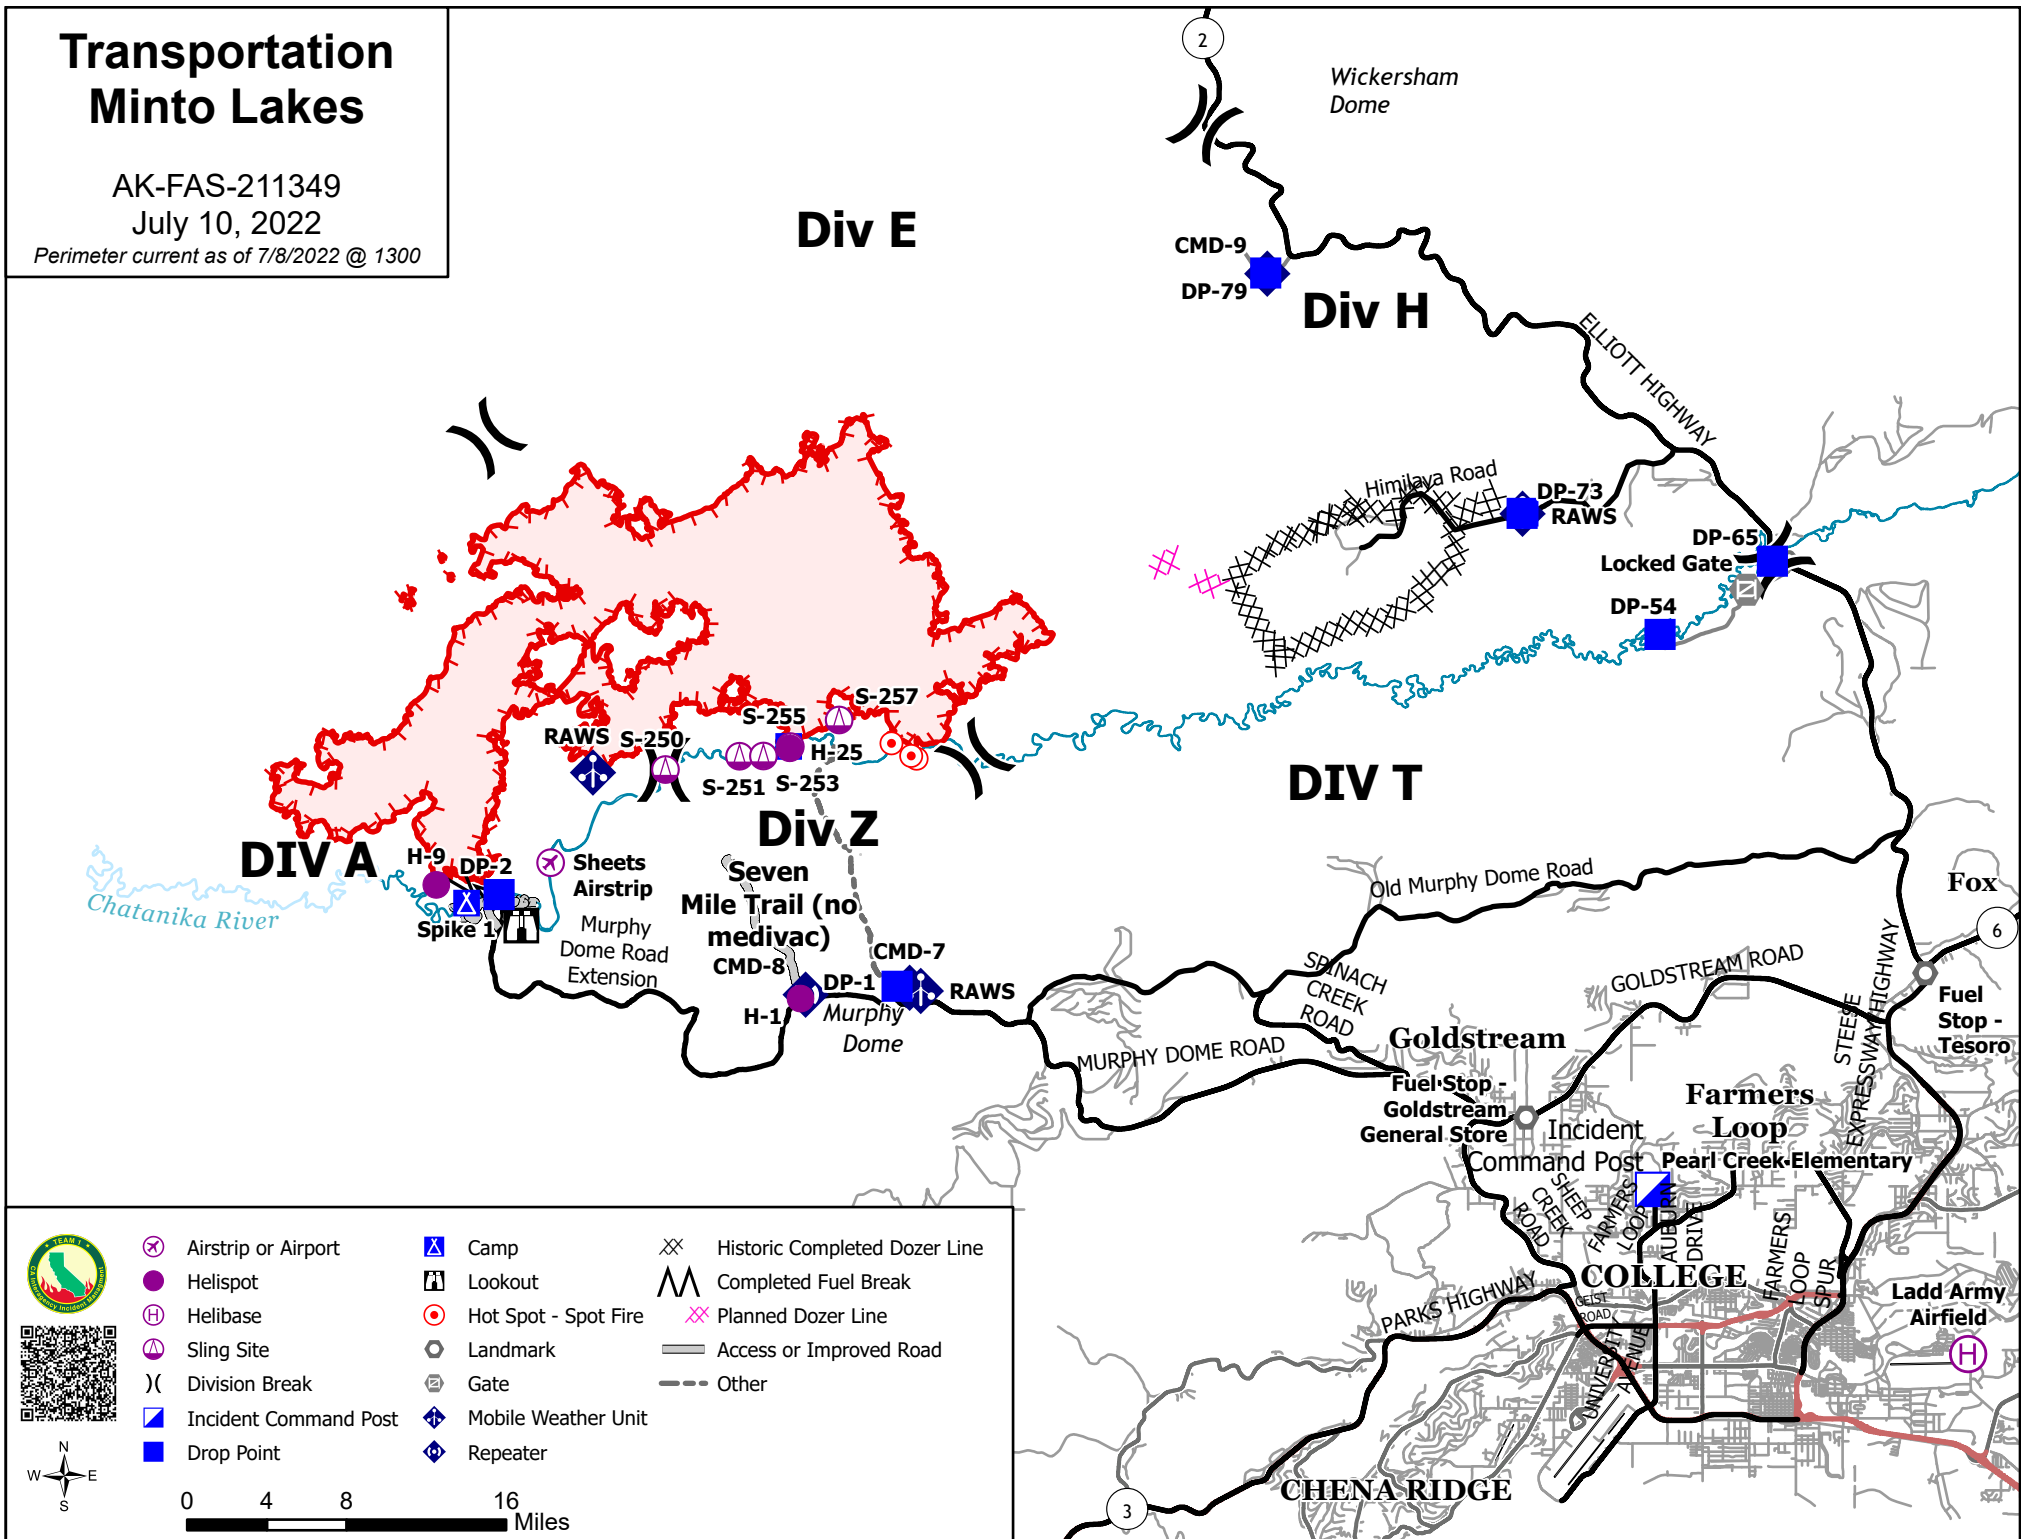 Transportation
Minto Lakes
AK-FAS-211349
July 10, 2022
Perimeter current as of 7/8/2022 @ 1300
2
Wickersham
Dome
Div E
CMD-9
DP-79
Div H
ELLIOTT HIGHWAY
Himilaya Road
DP-73
RAWS
DP-65
Locked Gate
DP-54
S-257
S-255
RAWS
S-250
H-25
S-251
S-253
DIV T
Div Z
DIV A
H-9
DP-2
Sheets
Airstrip
Chatanika River
Spike 1
Murphy
Dome Road
Extension
Seven
Mile Trail (no
medivac)
CMD-8
CMD-7
DP-1
RAWS
H-1
Murphy
Dome
Old Murphy Dome Road
Fox
6
SPINACH
CREEK
ROAD
GOLDSTREAM ROAD
STEESE
EXPRESSWAY/HIGHWAY
Fuel
Stop -
Tesoro
MURPHY DOME ROAD
Goldstream
Fuel Stop -
Goldstream
General Store
Farmers
Loop
Incident
Command Post
Pearl Creek Elementary
SHEEP
CREEK
ROAD
FARMERS
LOOP
AUBURN
DRIVE
FARMERS
LOOP
SPUR
COLLEGE
PARKS HIGHWAY
GEIST
ROAD
UNIVERSITY
AVENUE
Ladd Army
Airfield
H
CHENA RIDGE
3
TEAM 1
CA Interagency Incident Management
Airstrip or Airport
Helispot
H
Helibase
Sling Site
Division Break
Incident Command Post
Drop Point
Camp
Lookout
Hot Spot - Spot Fire
Landmark
Gate
Mobile Weather Unit
Repeater
Historic Completed Dozer Line
Completed Fuel Break
Planned Dozer Line
Access or Improved Road
Other
N
W E
S
0 4 8 16
Miles